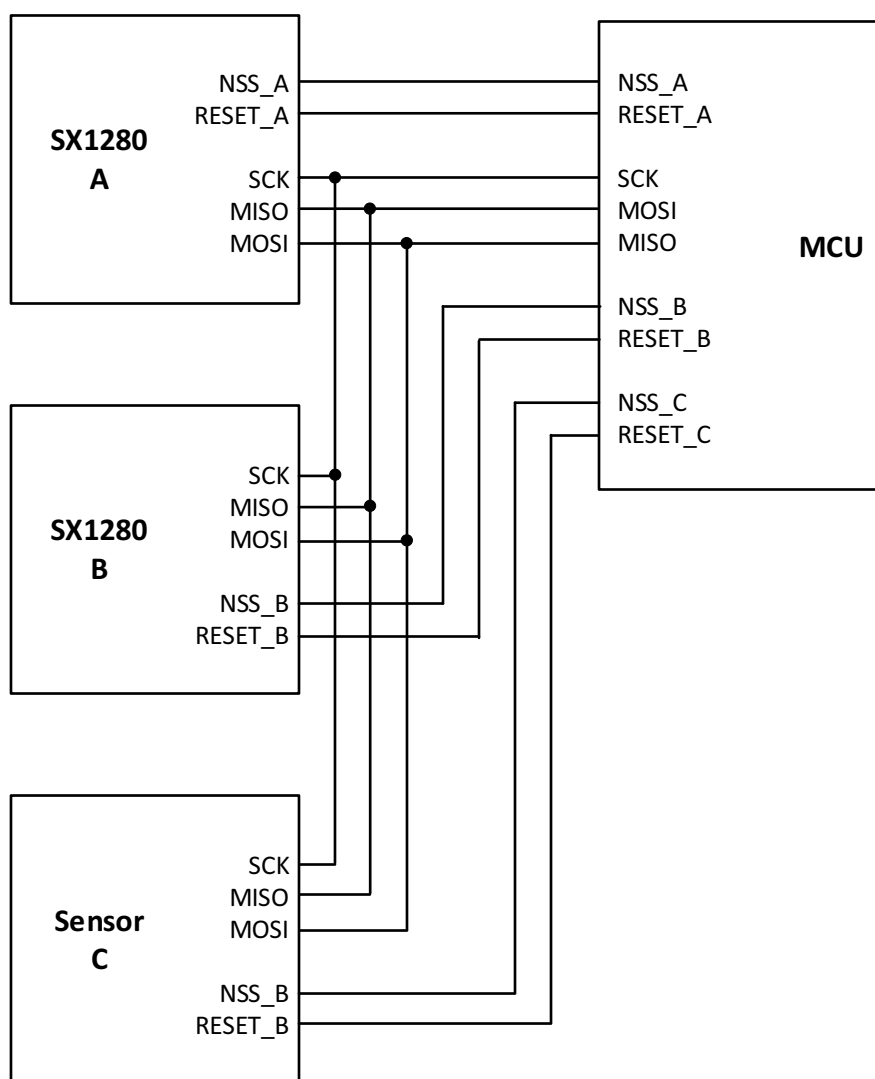 NSS_A
RESET_A
SX1280
A
SCK
MISO
MOSI
NSS_A
RESET_A
SCK
MOSI
MISO
MCU
NSS_B
RESET_B
NSS_C
RESET_C
SCK
MISO
MOSI
SX1280
B
NSS_B
RESET_B
SCK
MISO
MOSI
Sensor
C
NSS_B
RESET_B